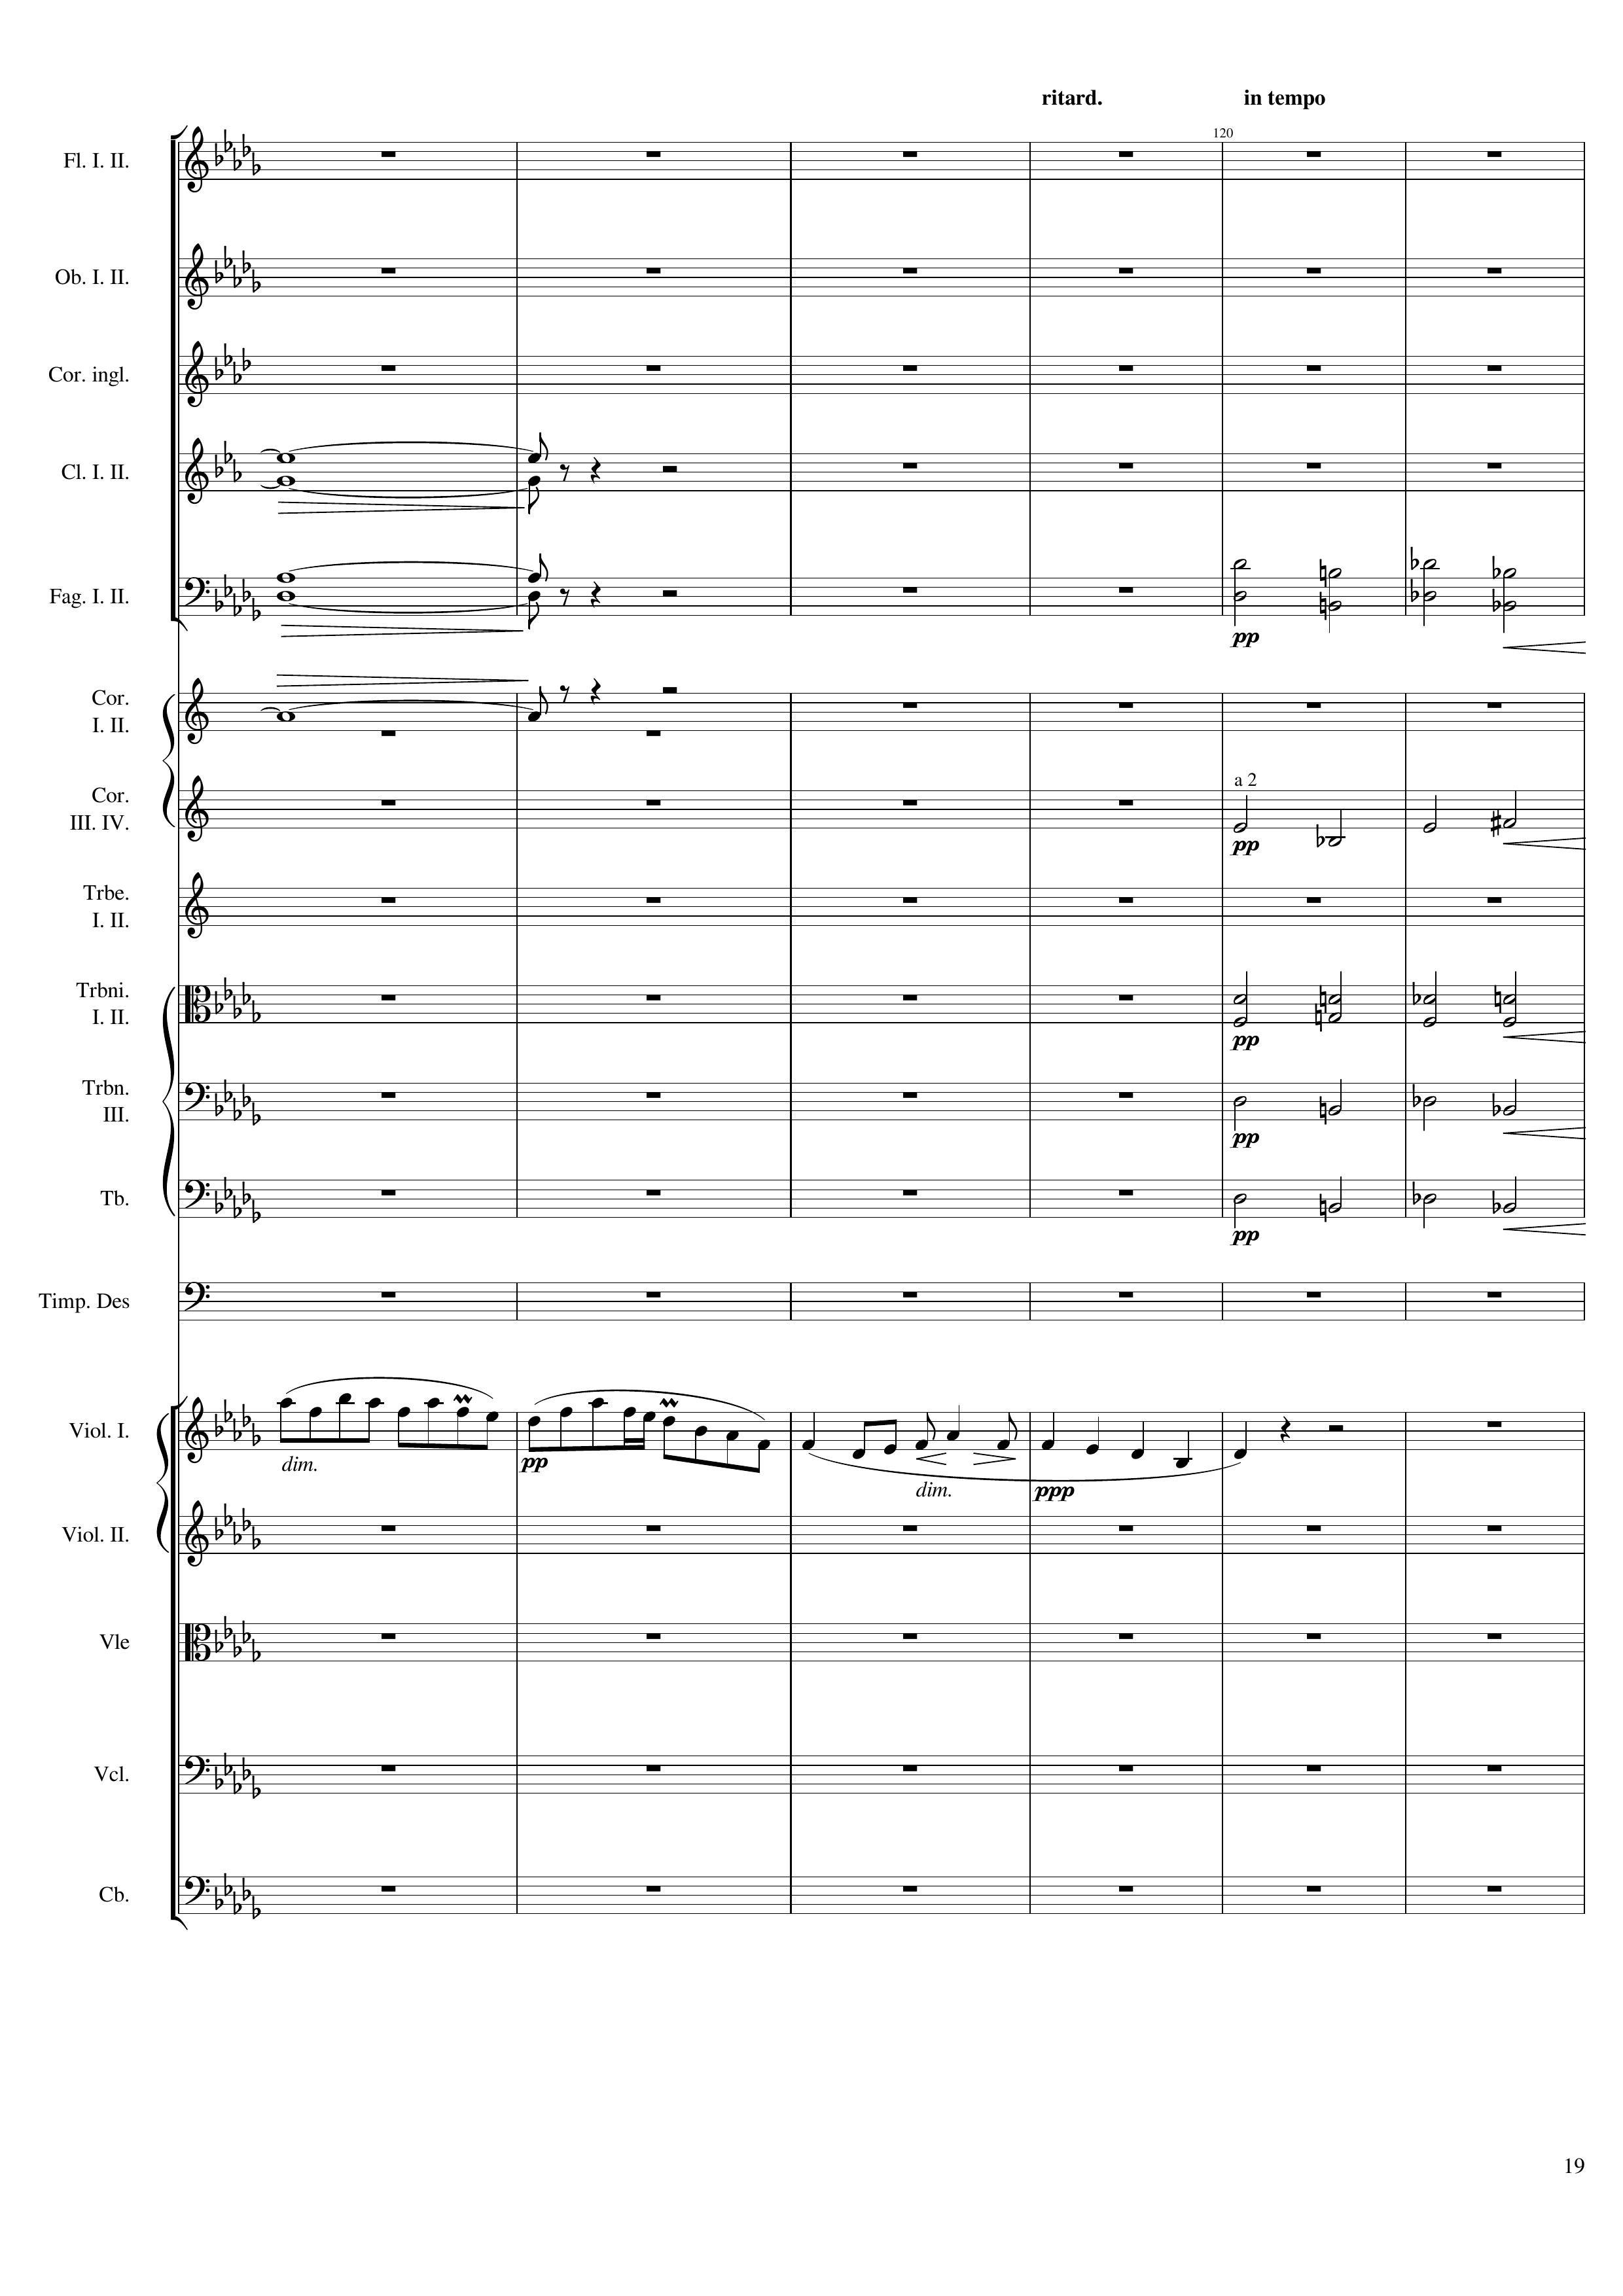 ritard. in tempo
120
Fl. I. II.
Ob. I. II.
Cor. ingl.
Cl. I. II.
Fag. I. II.
pp
Cor.
I. II.
a 2
Cor.
III. IV.
pp
Trbe.
I. II.
Trbni.
I. II.
pp
Trbn.
III.
pp
Tb.
pp
Timp. Des
Viol. I.
dim. pp
dim. ppp
Viol. II.
Vle
Vcl.
Cb.
19